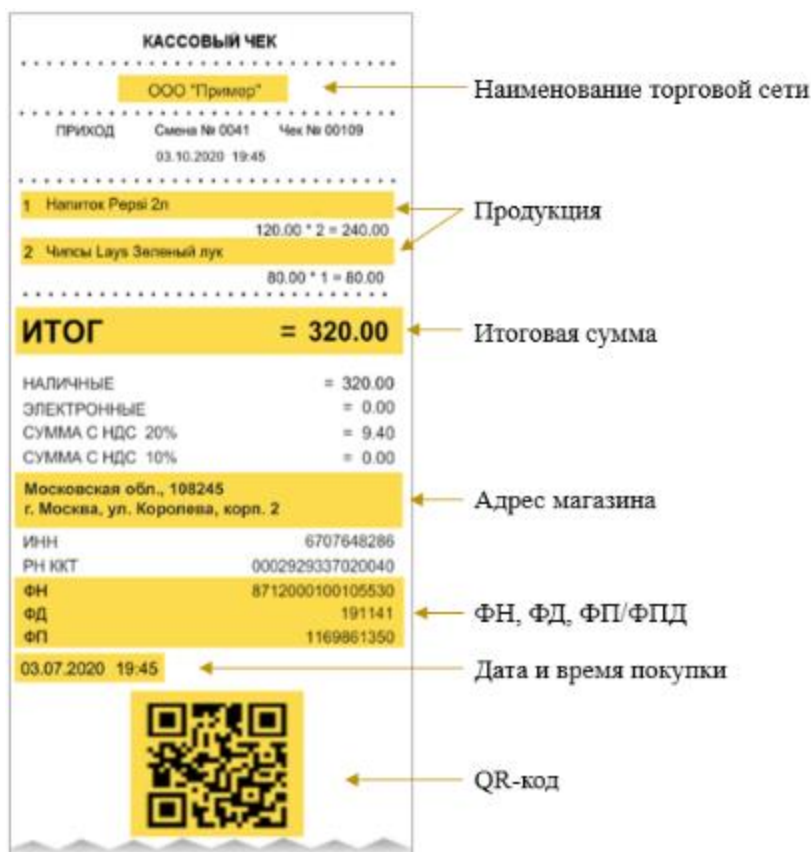 КАССОВЫЙ ЧЕК
ООО "Пример"
Наименование торговой сети
ПРИХОД Смена № 0041 Чек № 00109
03.10.2020 19:45
1 Напиток Pepsi 2л
Продукция
120.00 * 2 = 240.00
2 Чипсы Lays Зеленый лук
80.00 * 1 = 80.00
ИТОГ = 320.00
Итоговая сумма
НАЛИЧНЫЕ = 320.00
ЭЛЕКТРОННЫЕ = 0.00
СУММА С НДС 20% = 9.40
СУММА С НДС 10% = 0.00
Московская обл., 108245
г. Москва, ул. Королева, корп. 2
Адрес магазина
ИНН 6707648286
РН ККТ 0002929337020040
ФН 8712000100105530
ФД 191141
ФП 1169861350
ФН, ФД, ФП/ФПД
03.07.2020 19:45
Дата и время покупки
QR-код